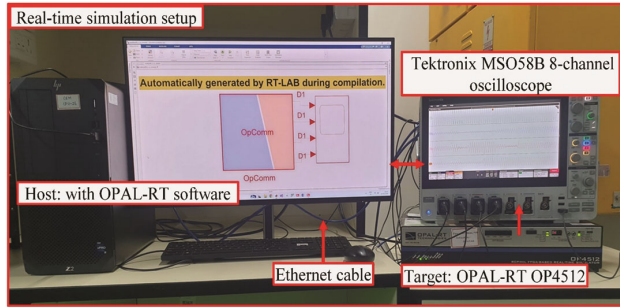 Real-time simulation setup
Tektronix MSO58B 8-channel
oscilloscope
Automatically generated by RT-LAB during compilation.
D1
D1
D1
D1
OpComm
OpComm
Host: with OPAL-RT software
Ethernet cable
OPAL-RT
OP4512
Target: OPAL-RT OP4512